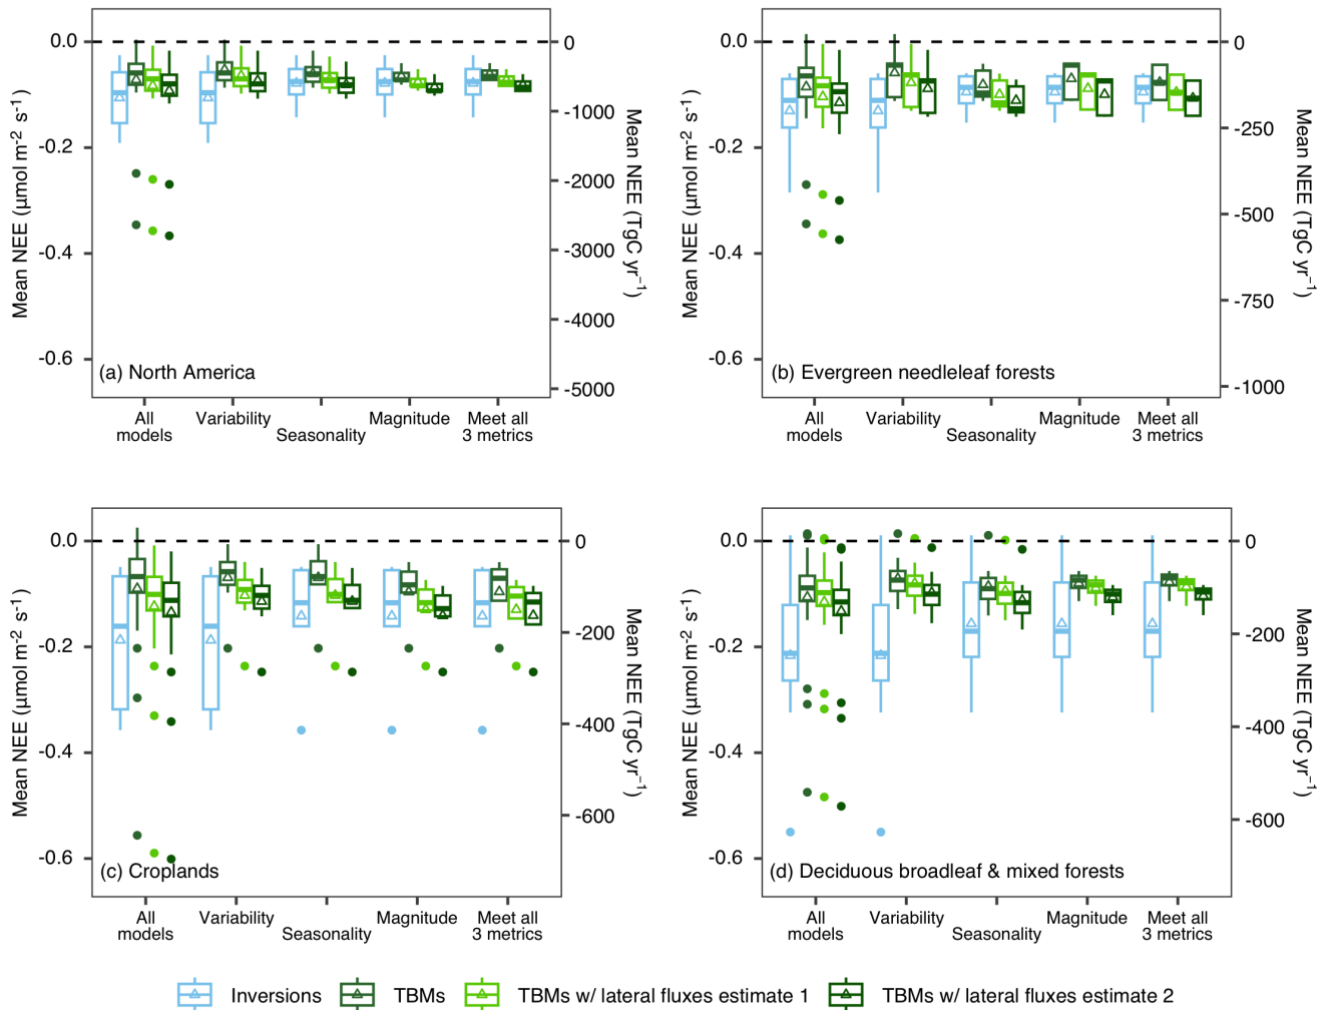 0.0
-0.2
-0.4
-0.6
Mean NEE (µmol m-2 s-1)
0
-1000
-2000
-3000
-4000
-5000
Mean NEE (TgC yr−1)
(a) North America
All models
Variability
Seasonality
Magnitude
Meet all 3 metrics
0.0
-0.2
-0.4
-0.6
Mean NEE (µmol m-2 s-1)
0
-250
-500
-750
-1000
Mean NEE (TgC yr−1)
(b) Evergreen needleleaf forests
All models
Variability
Seasonality
Magnitude
Meet all 3 metrics
0.0
-0.2
-0.4
-0.6
Mean NEE (µmol m-2 s-1)
0
-200
-400
-600
Mean NEE (TgC yr−1)
(c) Croplands
All models
Variability
Seasonality
Magnitude
Meet all 3 metrics
0.0
-0.2
-0.4
-0.6
Mean NEE (µmol m-2 s-1)
0
-200
-400
-600
Mean NEE (TgC yr−1)
(d) Deciduous broadleaf & mixed forests
All models
Variability
Seasonality
Magnitude
Meet all 3 metrics
Inversions
TBMs
TBMs w/ lateral fluxes estimate 1
TBMs w/ lateral fluxes estimate 2